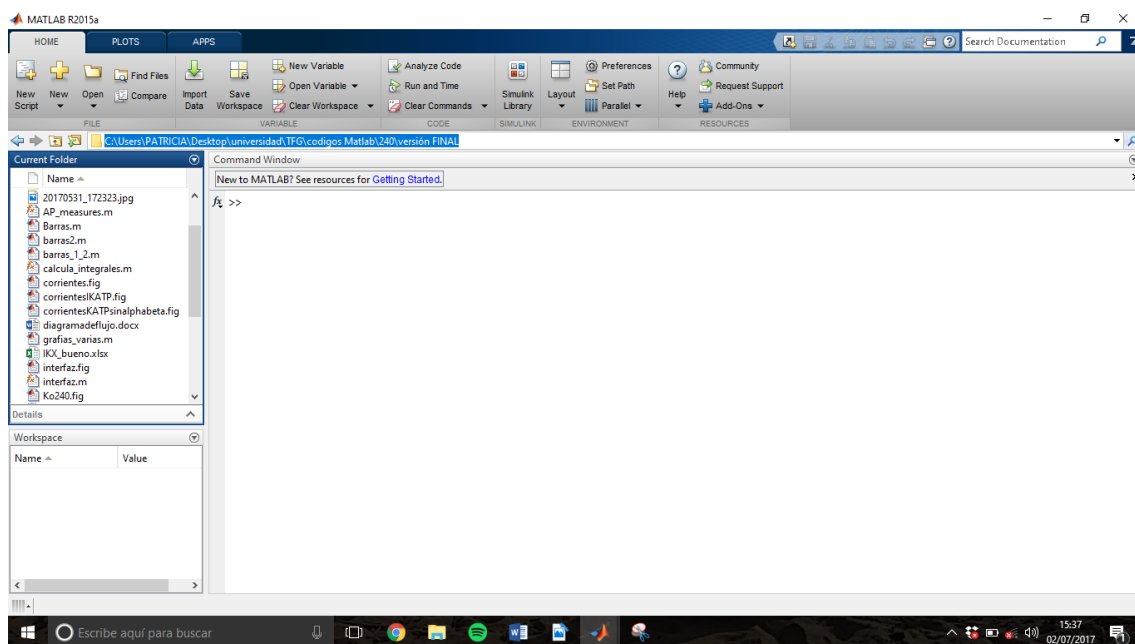 MATLAB R2015a
HOME PLOTS APPS
Search Documentation
New Script
New
Open
Find Files
Compare
Import Data
Save Workspace
New Variable
Open Variable
Clear Workspace
Analyze Code
Run and Time
Clear Commands
Simulink Library
Layout
Preferences
Set Path
Parallel
Help
Community
Request Support
Add-Ons
FILE VARIABLE CODE SIMULINK ENVIRONMENT RESOURCES
C:\Users\PATRICIA\Desktop\universidad\TFG\codigos Matlab\240\versión FINAL
Current Folder
Name
20170531_172323.jpg
AP_measures.m
Barras.m
barras2.m
barras_1_2.m
calcula_integrales.m
corrientes.fig
corrientesIKATP.fig
corrientesKATPsinalphabeta.fig
diagramadeflujo.docx
grafias_varias.m
IKX_bueno.xlsx
interfaz.fig
interfaz.m
Ko240.fig
Details
Workspace
Name Value
Command Window
New to MATLAB? See resources for Getting Started.
fx >>
Escribe aquí para buscar
15:37
02/07/2017